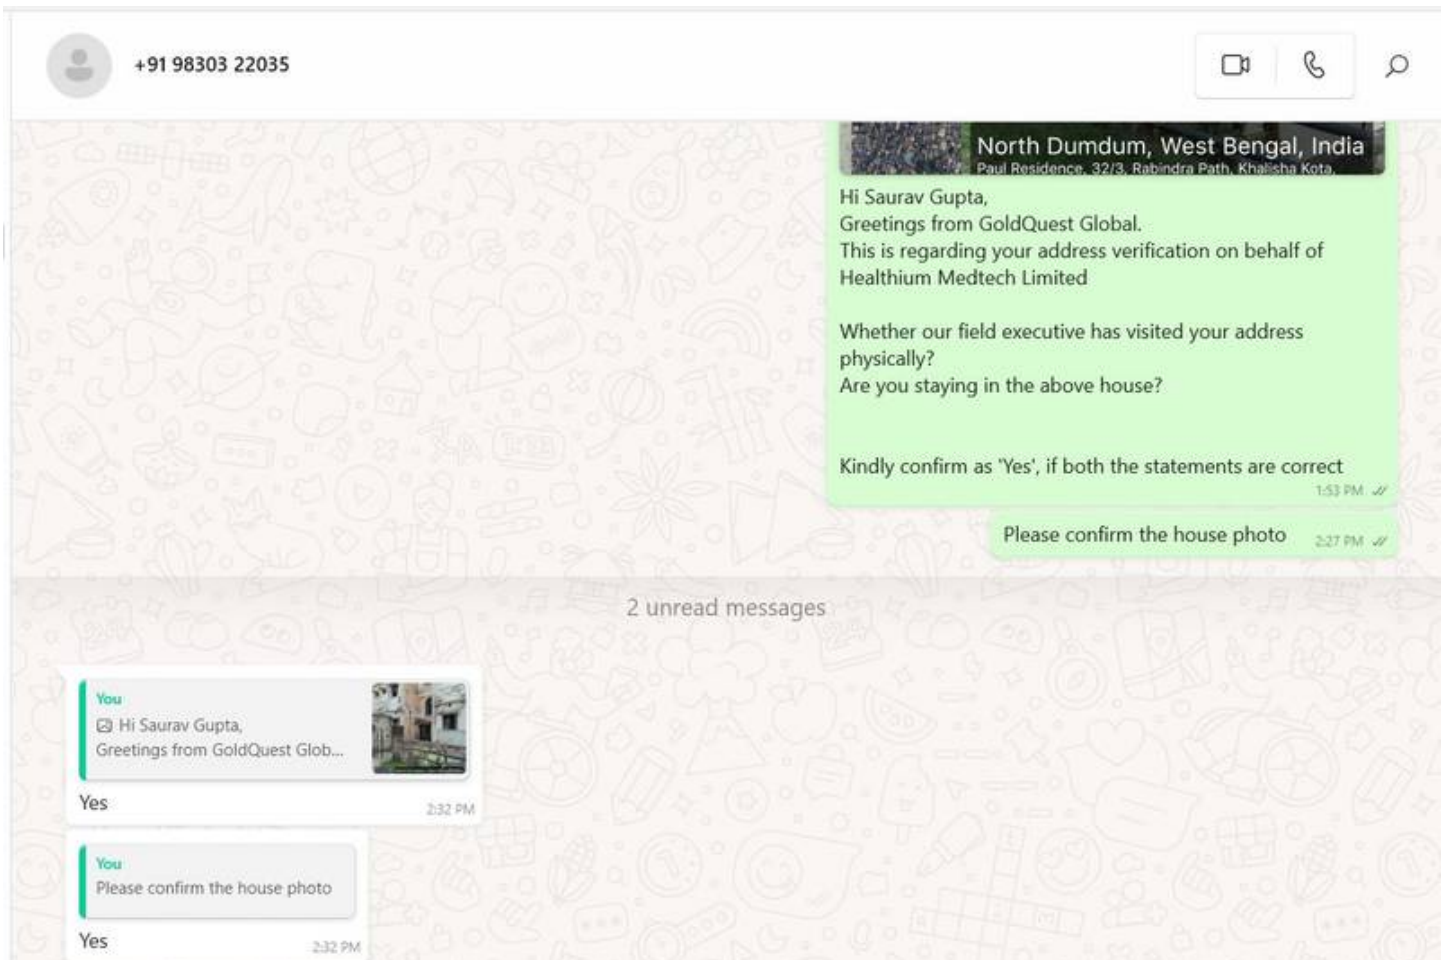 +91 98303 22035
North Dumdum, West Bengal, India
Paul Residence, 32/3, Rabindra Path, Khalisha Kota,
Hi Saurav Gupta,
Greetings from GoldQuest Global.
This is regarding your address verification on behalf of
Healthium Medtech Limited
Whether our field executive has visited your address
physically?
Are you staying in the above house?
Kindly confirm as 'Yes', if both the statements are correct
1:53 PM
Please confirm the house photo
2:27 PM
2 unread messages
You
Hi Saurav Gupta,
Greetings from GoldQuest Glob...
Yes
2:32 PM
You
Please confirm the house photo
Yes
2:32 PM